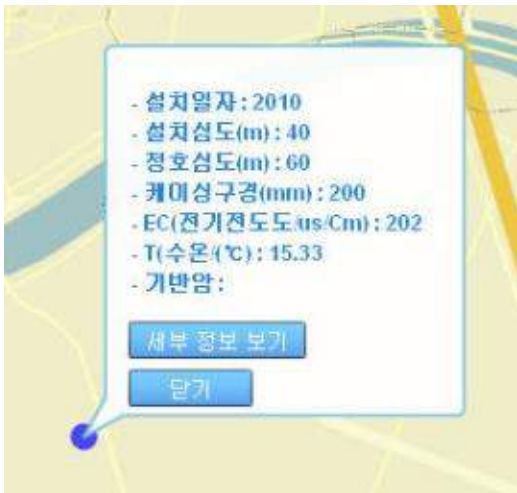 - 설치일자 : 2010
- 설치심도(m) : 40
- 정호심도(m) : 60
- 케이싱구경(mm) : 200
- EC(전기전도도/us/Cm) : 202
- T(수온/(℃) : 15.33
- 기반암 :
세부 정보 보기
닫기